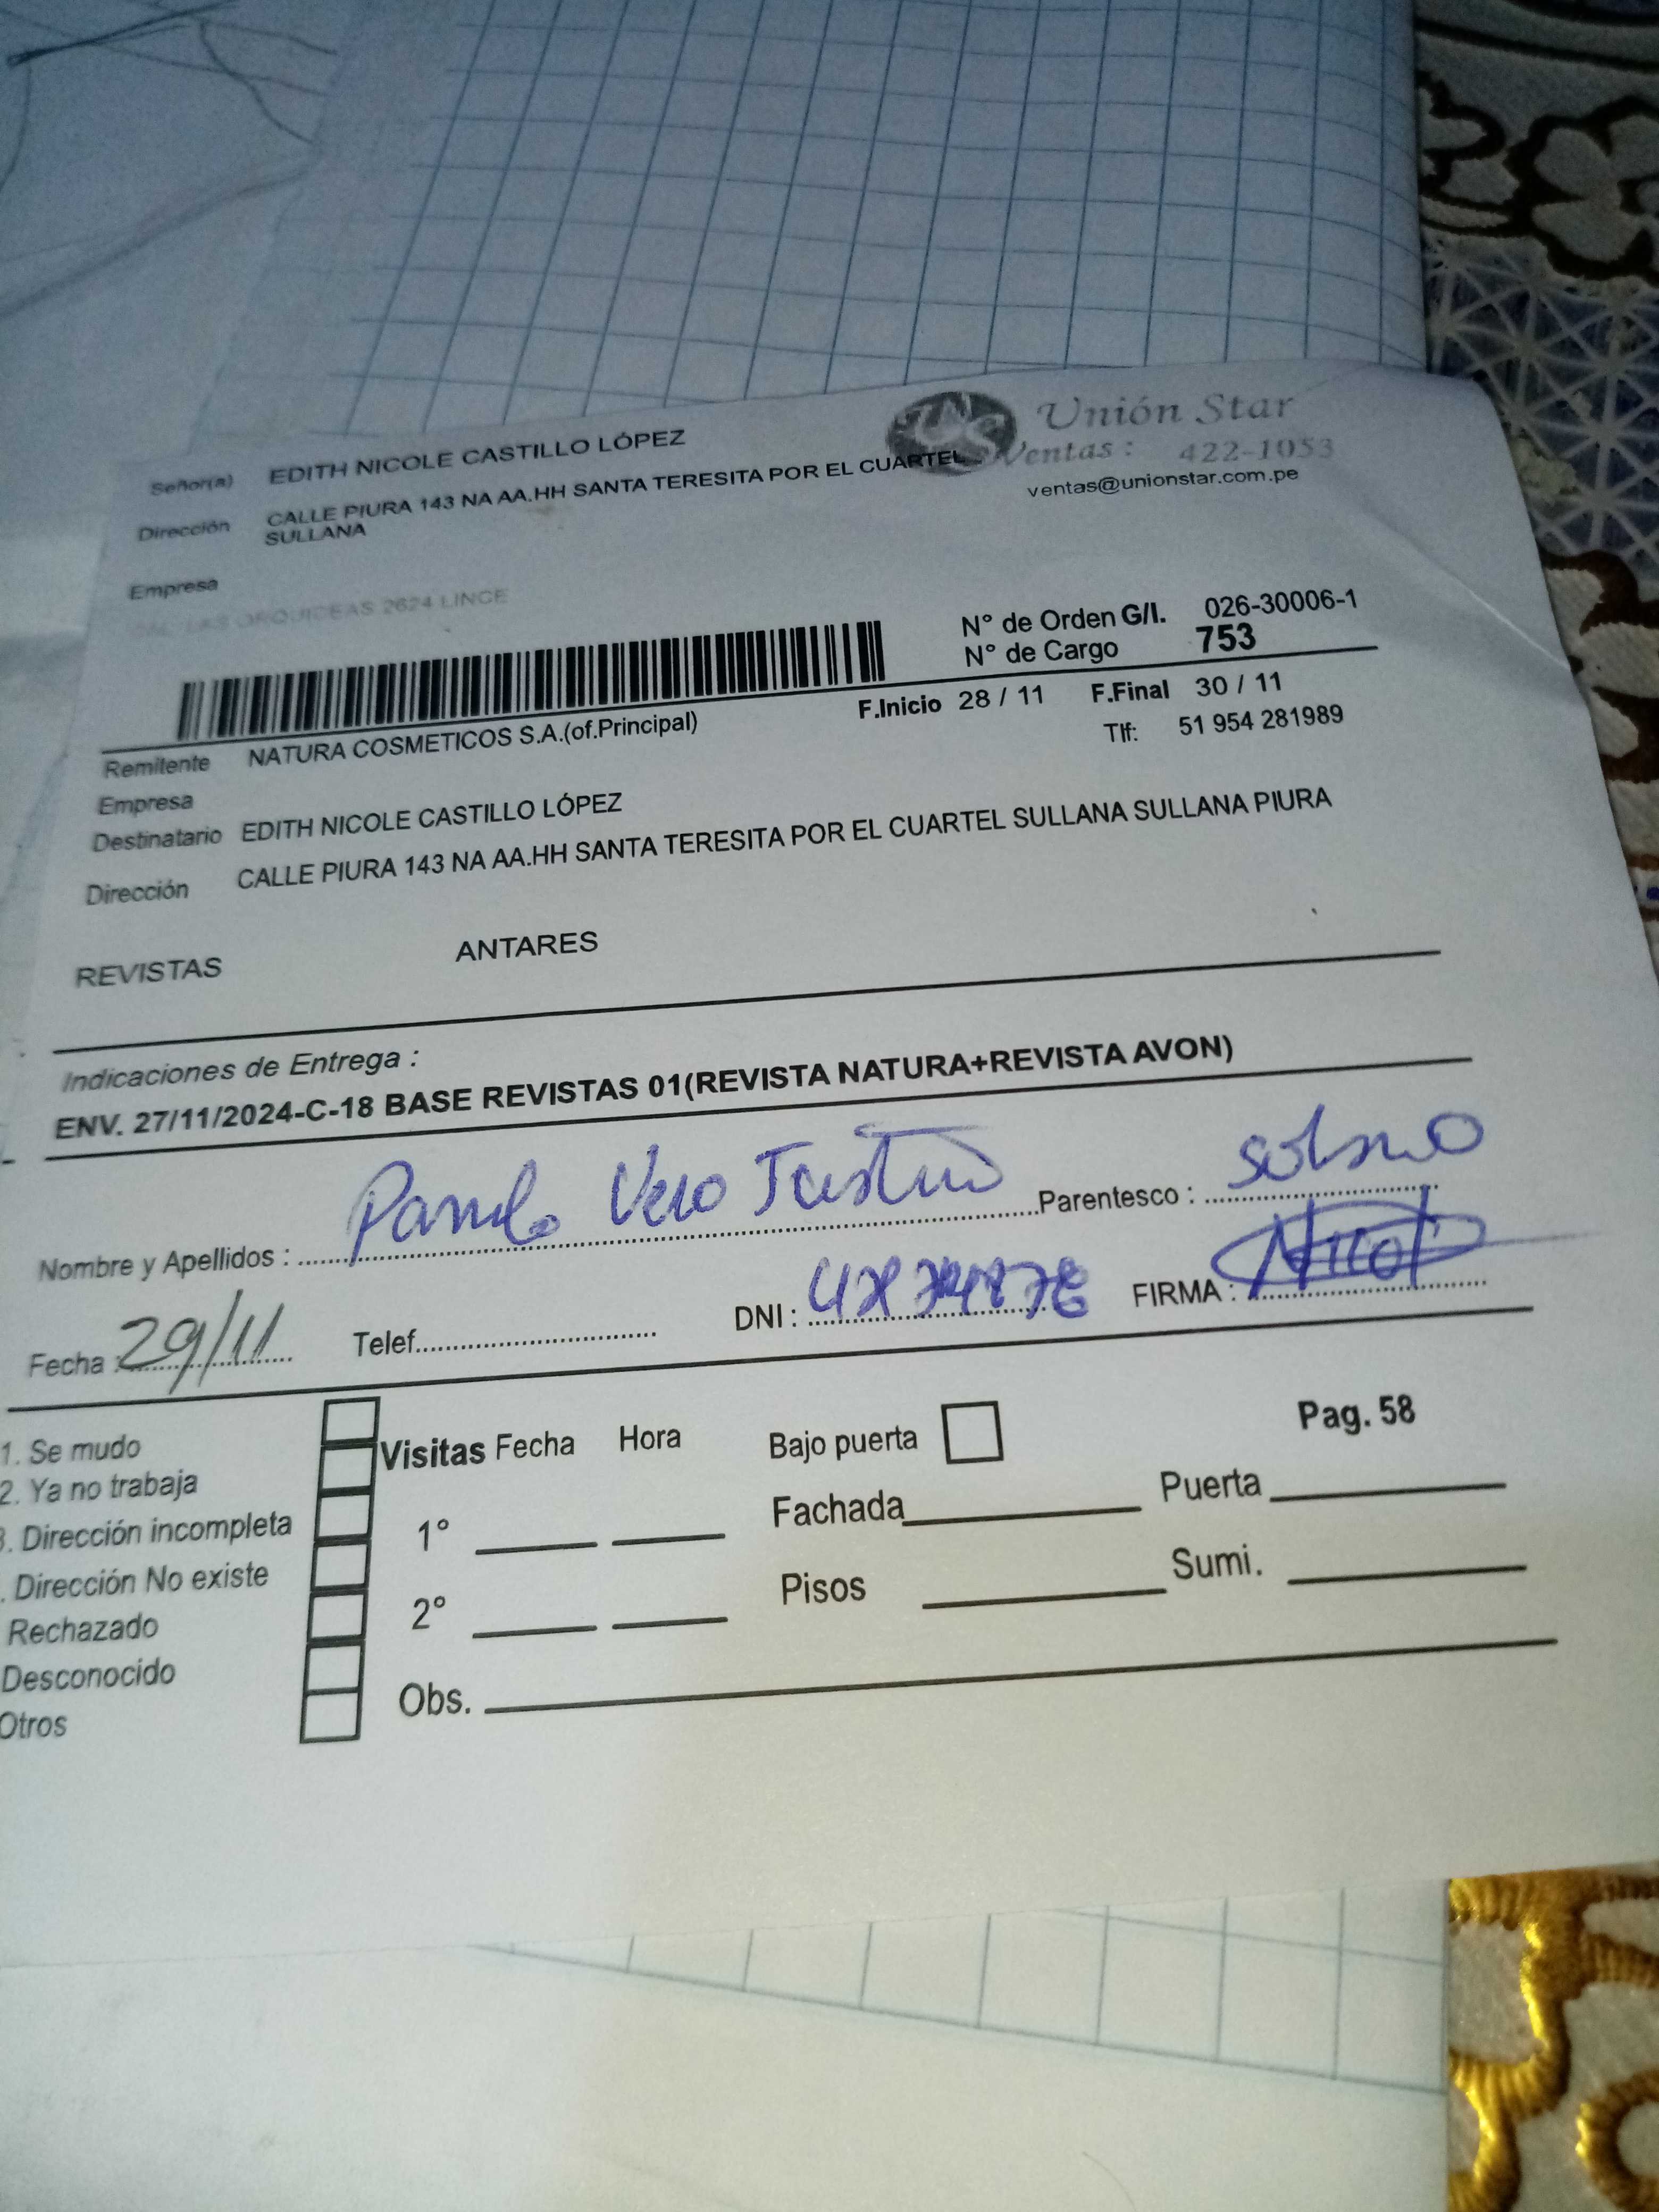 Unión Star
Señor(a) EDITH NICOLE CASTILLO LÓPEZ
Ventas : 422-1053
Dirección CALLE PIURA 143 NA AA.HH SANTA TERESITA POR EL CUARTEL
SULLANA
ventas@unionstar.com.pe
Empresa
ORQUIDEAS 2624 LINCE
N° de Orden G/I. 026-30006-1
N° de Cargo 753
F.Inicio 28 / 11 F.Final 30 / 11
Remitente NATURA COSMETICOS S.A.(of.Principal)
Tlf: 51 954 281989
Empresa
Destinatario EDITH NICOLE CASTILLO LÓPEZ
Dirección CALLE PIURA 143 NA AA.HH SANTA TERESITA POR EL CUARTEL SULLANA SULLANA PIURA
REVISTAS ANTARES
Indicaciones de Entrega :
ENV. 27/11/2024-C-18 BASE REVISTAS 01(REVISTA NATURA+REVISTA AVON)
Nombre y Apellidos : Parentesco :
Fecha : 29/11 Telef. DNI : FIRMA :
1. Se mudo
2. Ya no trabaja
. Dirección incompleta
. Dirección No existe
Rechazado
Desconocido
Otros
Visitas Fecha Hora
1°
2°
Obs.
Bajo puerta
Pag. 58
Fachada Puerta
Pisos Sumi.